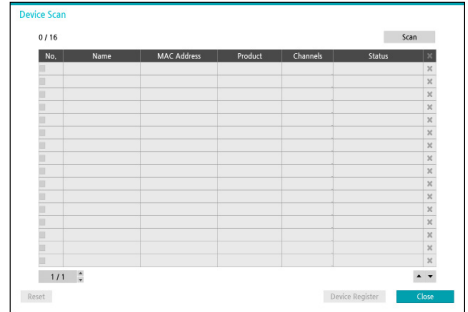 Device Scan
0 / 16
Scan
No. Name MAC Address Product Channels Status
1 / 1
Reset
Device Register
Close